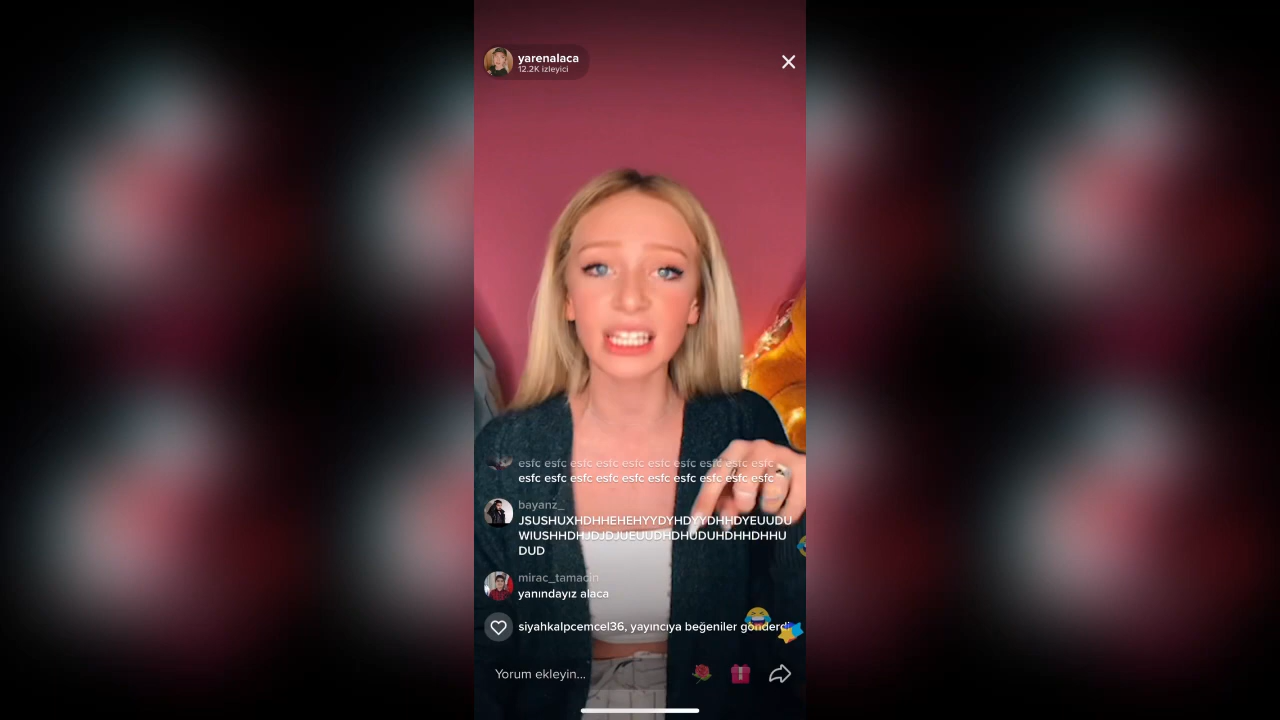 yarenalaca
12.2K izleyici
esfc esfc esfc esfc esfc esfc esfc esfc esfc esfc
esfc esfc esfc esfc esfc esfc esfc esfc esfc esfc
bayanz_
JSUSHUXHDHHEHEHYYDYHDYYDHHDYEUUDU
WIUSHHDHJDJDJUEUUDHDHUDUHDHHDHHU
DUD
mirac_tamacin
yanındayız alaca
siyahkalpcemcel36, yayıncıya beğeniler gönderdi
Yorum ekleyin...